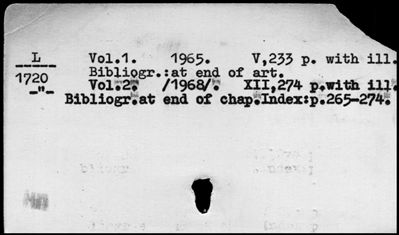 L Vol.1. 1965. V,233 p. with ill.
1720 Bibliogr.:at end of art.
-"- Vol.2. /1968/. XII,274 p.with ill.
Bibliogr.at end of chap.Index:p.265-274.